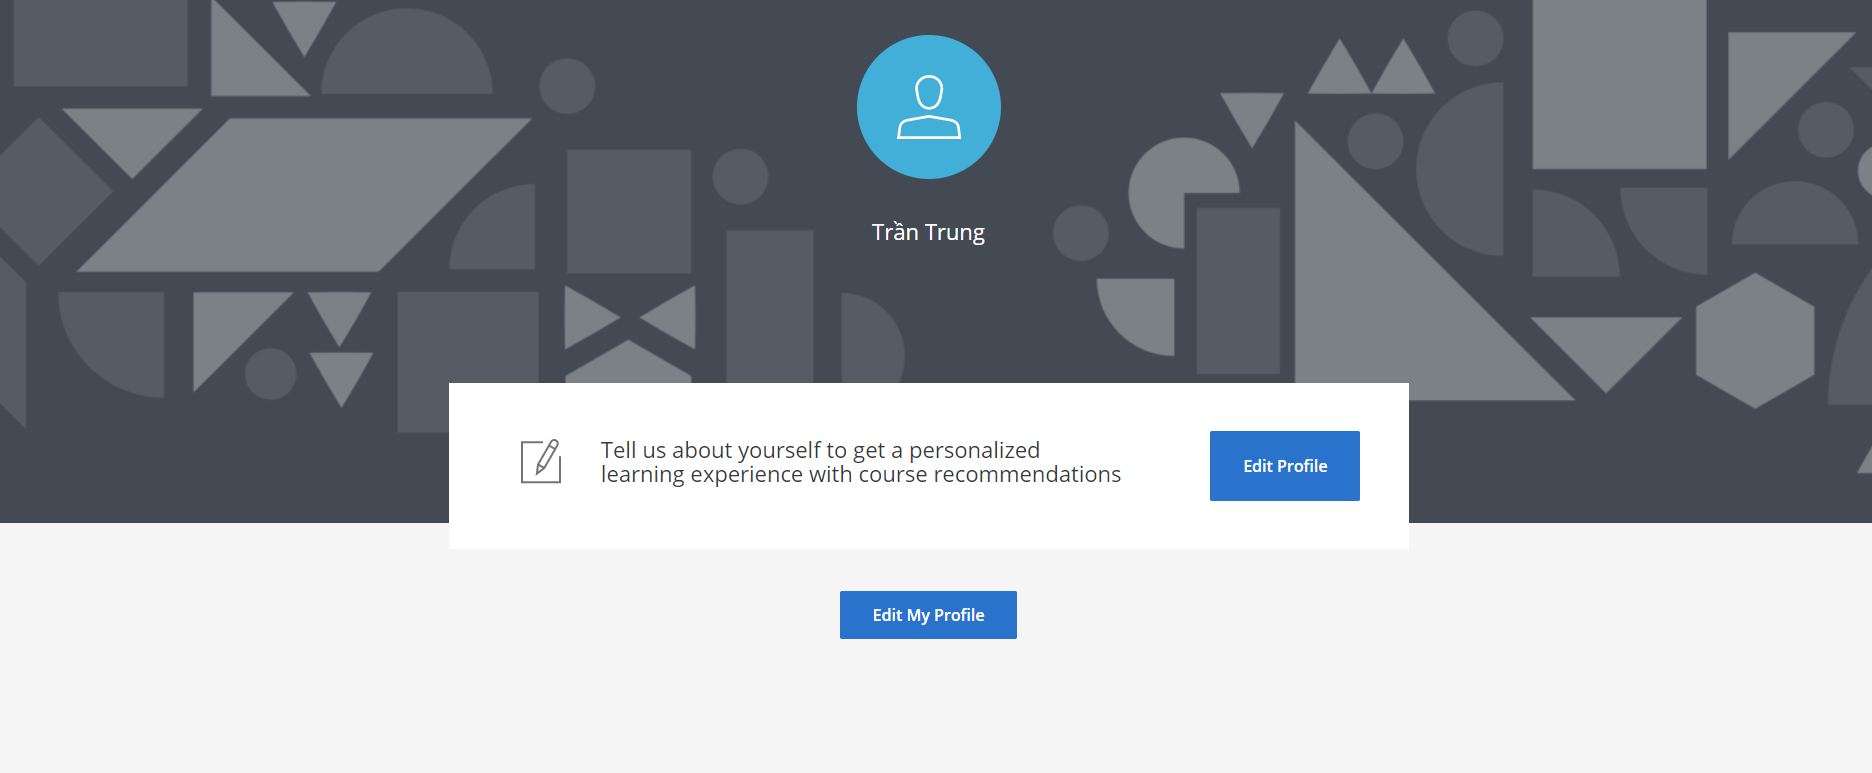 Trần Trung
Tell us about yourself to get a personalized
learning experience with course recommendations
Edit Profile
Edit My Profile